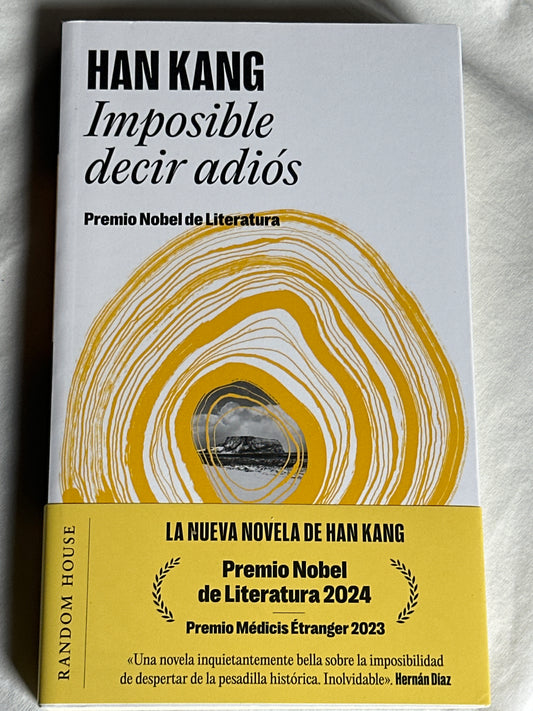 HAN KANG
Imposible
decir adiós
Premio Nobel de Literatura
RANDOM HOUSE
LA NUEVA NOVELA DE HAN KANG
Premio Nobel
de Literatura 2024
Premio Médicis Étranger 2023
«Una novela inquietantemente bella sobre la imposibilidad
de despertar de la pesadilla histórica. Inolvidable». Hernán Díaz